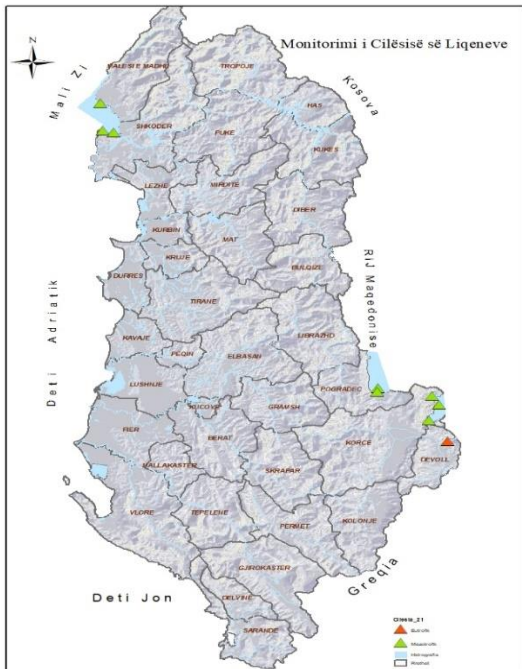 Monitorimi i Cilësisë së Liqeneve
Z
Mali Zi
Kosova
MALESI E MADHE
TROPOJE
HAS
SHKODER
PUKE
KUKES
LEZHE
MIRDITE
DIBER
KURBIN
MAT
KRUJE
BULQIZE
DURRES
TIRANE
Deti Adriatik
RIJ Maqedonise
LIBRAZHD
KAVAJE
PEQIN
ELBASAN
LUSHNJE
POGRADEC
KUCOVE
GRAMSH
FIER
BERAT
KORCE
DEVOLL
MALLAKASTER
SKRAPAR
VLORE
TEPELENE
PERMET
KOLONJE
GJIROKASTER
Greqia
Deti Jon
DELVINE
SARANDE